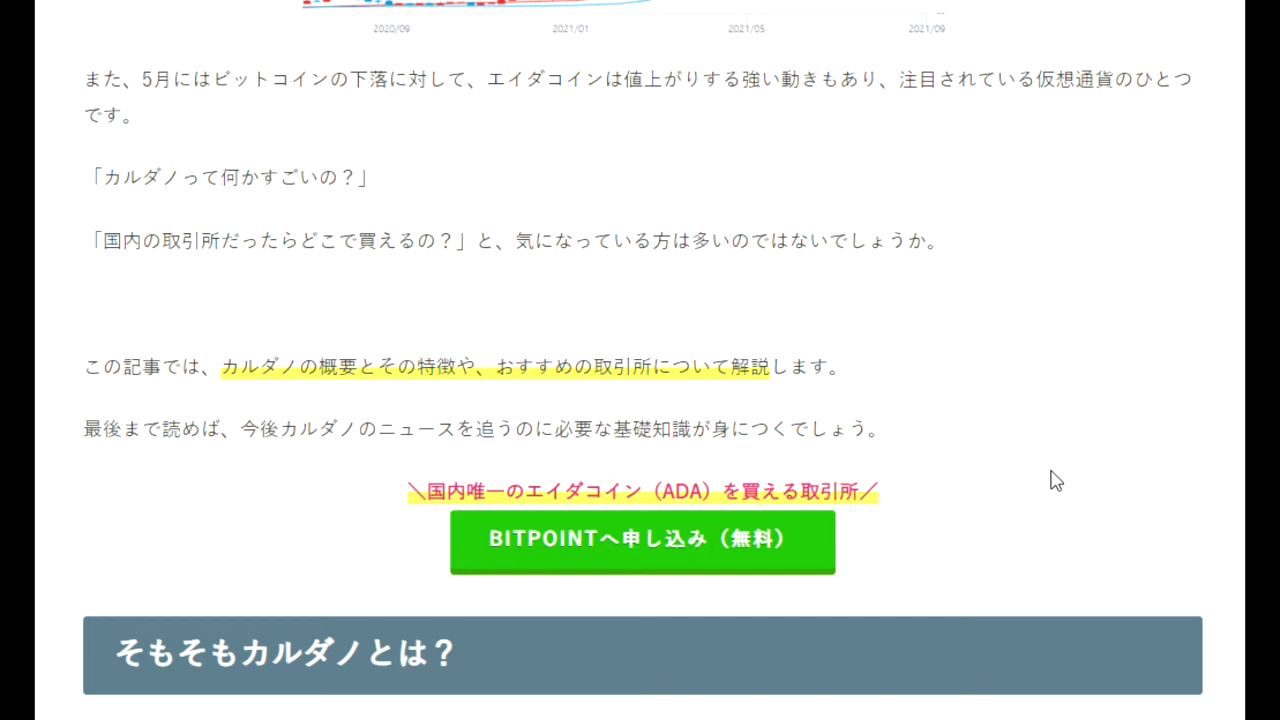 2020/09 2021/01 2021/05 2021/09
また、5月にはビットコインの下落に対して、エイダコインは値上がりする強い動きもあり、注目されている仮想通貨のひとつ
です。
「カルダノって何かすごいの？」
「国内の取引所だったらどこで買えるの？」と、気になっている方は多いのではないでしょうか。
この記事では、カルダノの概要とその特徴や、おすすめの取引所について解説します。
最後まで読めば、今後カルダノのニュースを追うのに必要な基礎知識が身につくでしょう。
＼国内唯一のエイダコイン（ADA）を買える取引所／
BITPOINTへ申し込み（無料）
そもそもカルダノとは？